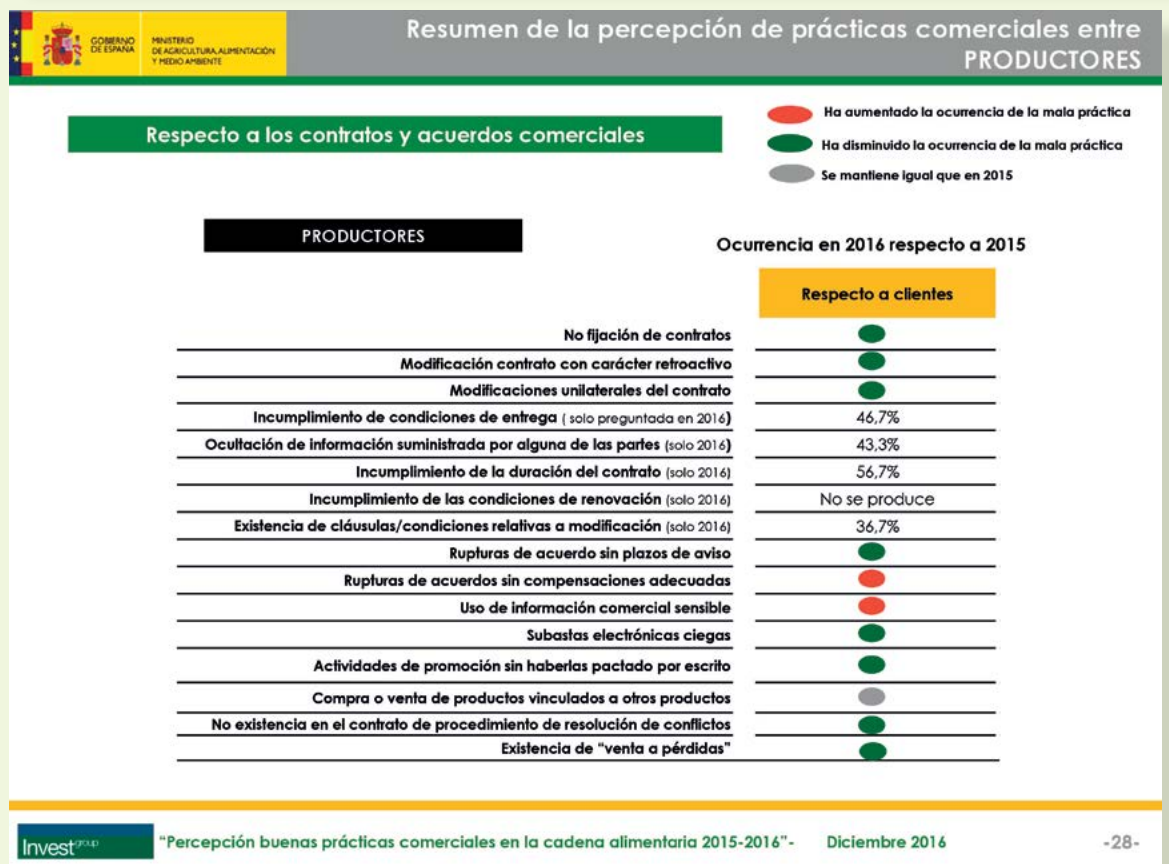 GOBIERNO
DE ESPAÑA
MINISTERIO
DE AGRICULTURA, ALIMENTACIÓN
Y MEDIO AMBIENTE
Resumen de la percepción de prácticas comerciales entre
PRODUCTORES
Respecto a los contratos y acuerdos comerciales
Ha aumentado la ocurrencia de la mala práctica
Ha disminuido la ocurrencia de la mala práctica
Se mantiene igual que en 2015
PRODUCTORES
Ocurrencia en 2016 respecto a 2015
Respecto a clientes
No fijación de contratos
Modificación contrato con carácter retroactivo
Modificaciones unilaterales del contrato
Incumplimiento de condiciones de entrega ( solo preguntada en 2016) 46,7%
Ocultación de información suministrada por alguna de las partes (solo 2016) 43,3%
Incumplimiento de la duración del contrato (solo 2016) 56,7%
Incumplimiento de las condiciones de renovación (solo 2016) No se produce
Existencia de cláusulas/condiciones relativas a modificación (solo 2016) 36,7%
Rupturas de acuerdo sin plazos de aviso
Rupturas de acuerdos sin compensaciones adecuadas
Uso de información comercial sensible
Subastas electrónicas ciegas
Actividades de promoción sin haberlas pactado por escrito
Compra o venta de productos vinculados a otros productos
No existencia en el contrato de procedimiento de resolución de conflictos
Existencia de “venta a pérdidas”
Invest group “Percepción buenas prácticas comerciales en la cadena alimentaria 2015-2016”- Diciembre 2016 -28-